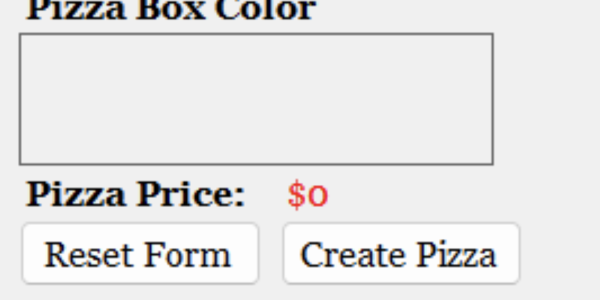 Pizza Box Color
Pizza Price: $0
Reset Form Create Pizza